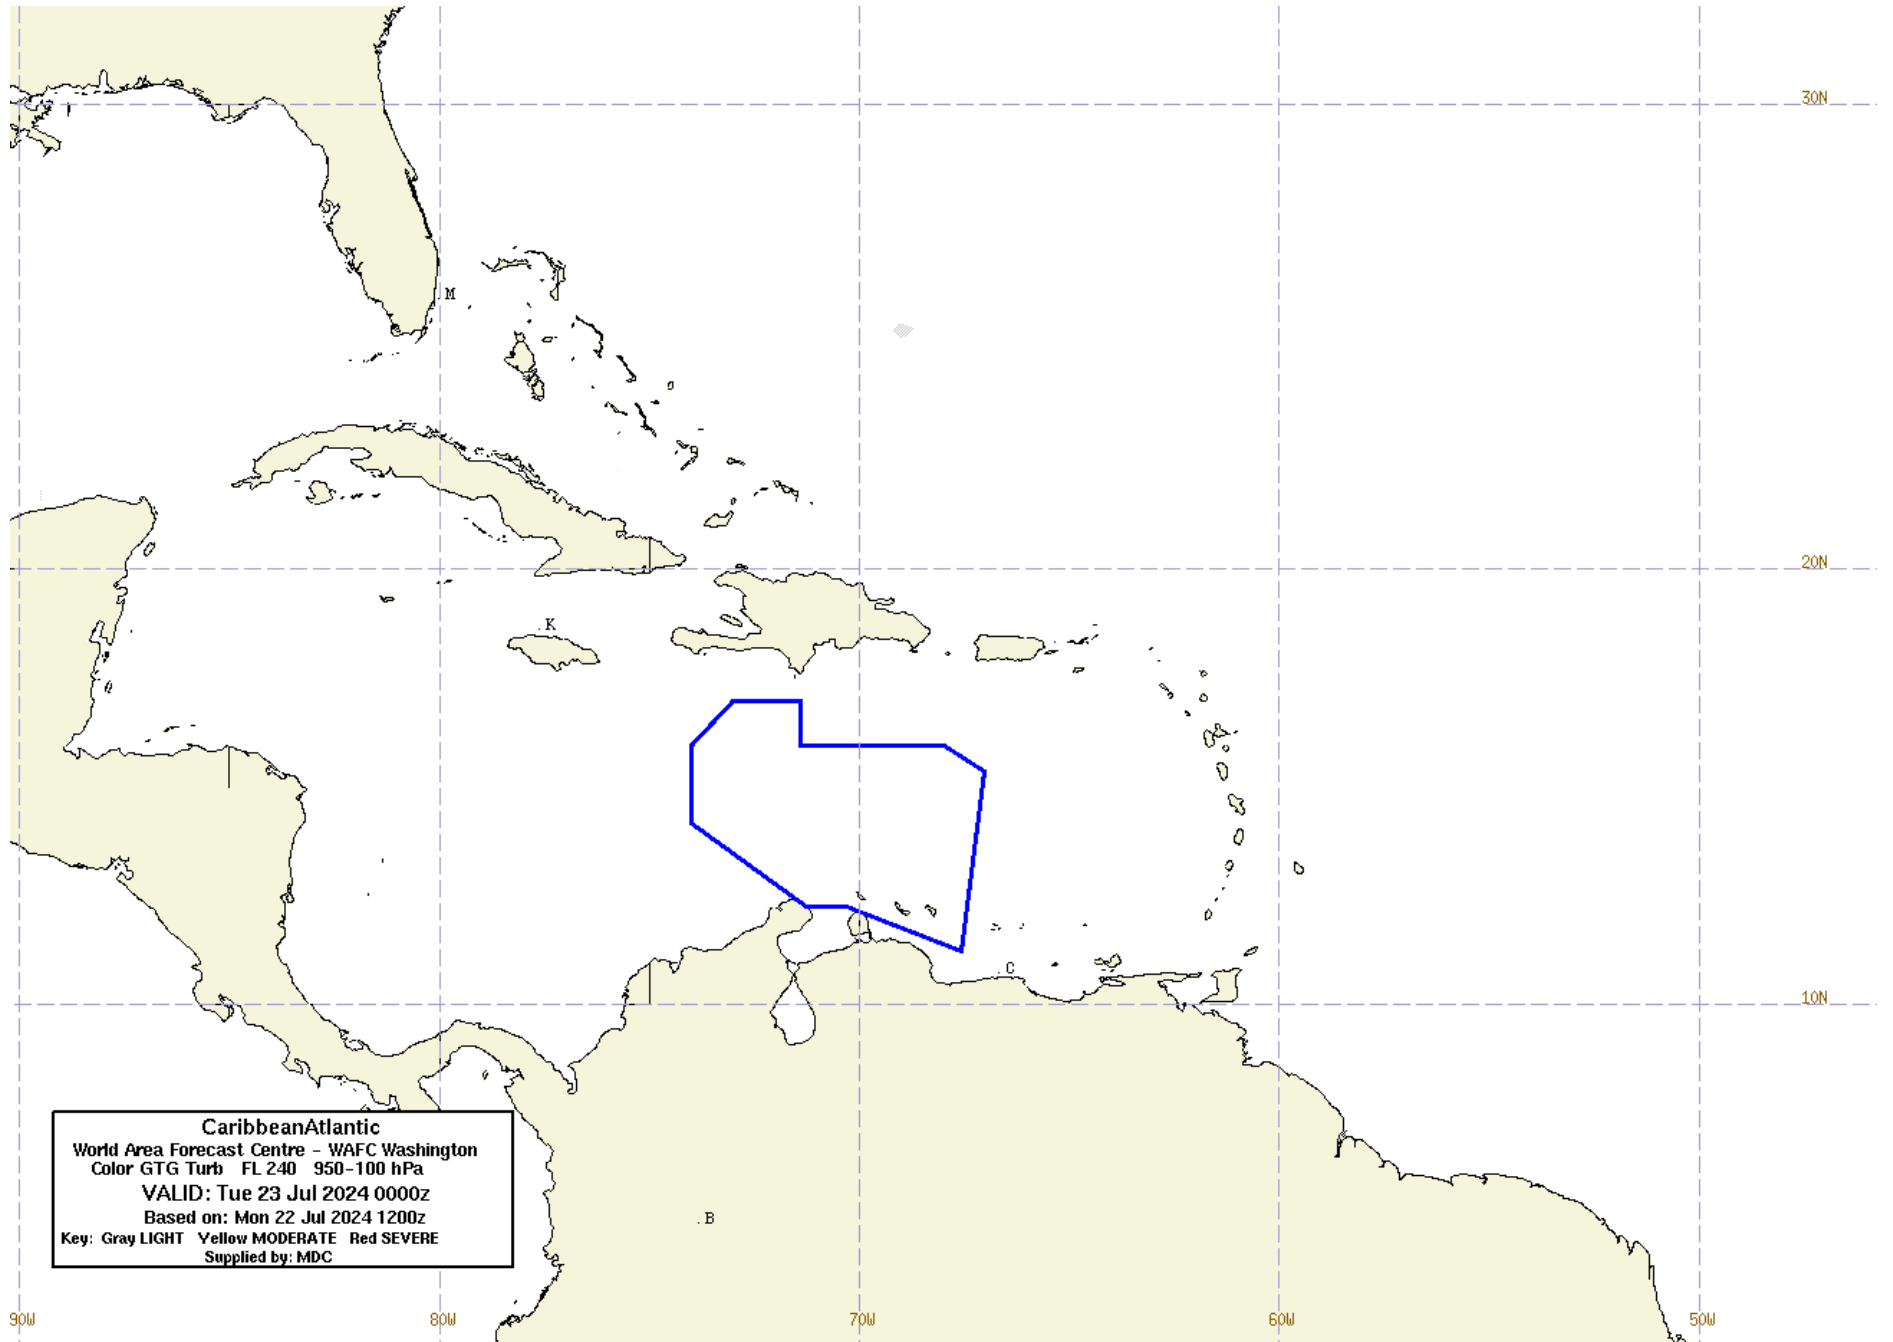 30N
.M
20N
.K
.C
10N
CaribbeanAtlantic
World Area Forecast Centre - WAFC Washington
Color GTG Turb FL 240 950-100 hPa
VALID: Tue 23 Jul 2024 0000z
Based on: Mon 22 Jul 2024 1200z
Key: Gray LIGHT Yellow MODERATE Red SEVERE
Supplied by: MDC
.B
90W 80W 70W 60W 50W